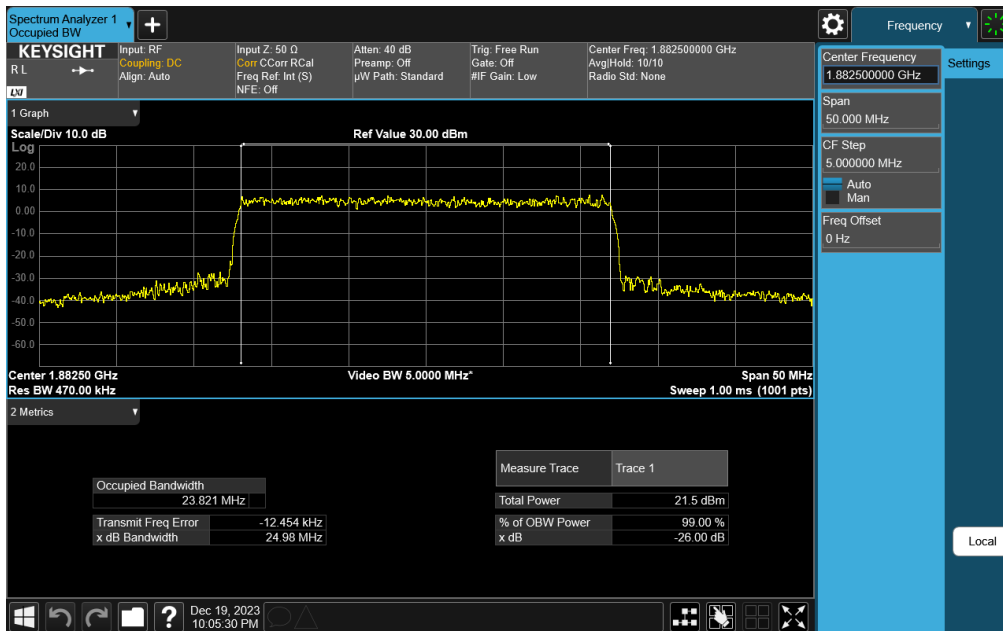 Spectrum Analyzer 1
Occupied BW
▼
+
Frequency ▼
KEYSIGHT
R L
LXI
Input: RF
Coupling: DC
Align: Auto
Input Z: 50 Ω
Corr CCorr RCal
Freq Ref: Int (S)
NFE: Off
Atten: 40 dB
Preamp: Off
µW Path: Standard
Trig: Free Run
Gate: Off
#IF Gain: Low
Center Freq: 1.882500000 GHz
Avg|Hold: 10/10
Radio Std: None
Center Frequency
1.882500000 GHz
Settings
Span
50.000 MHz
CF Step
5.000000 MHz
Auto
Man
Freq Offset
0 Hz
Local
1 Graph ▼
Scale/Div 10.0 dB
Ref Value 30.00 dBm
Log
20.0
10.0
0.00
-10.0
-20.0
-30.0
-40.0
-50.0
-60.0
Center 1.88250 GHz
Video BW 5.0000 MHz*
Span 50 MHz
Res BW 470.00 kHz
Sweep 1.00 ms (1001 pts)
2 Metrics ▼
Measure Trace Trace 1
Occupied Bandwidth
23.821 MHz
Total Power 21.5 dBm
Transmit Freq Error -12.454 kHz
% of OBW Power 99.00 %
x dB Bandwidth 24.98 MHz
x dB -26.00 dB
?
Dec 19, 2023
10:05:30 PM